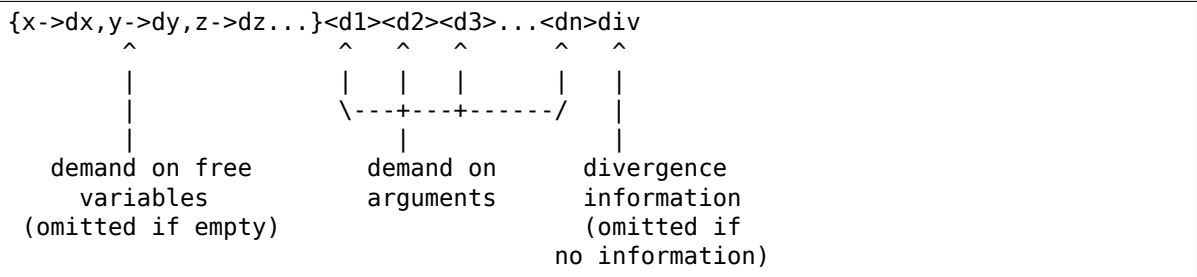 {x->dx,y->dy,z->dz...}<d1><d2><d3>...<dn>div
        ^                ^   ^   ^      ^   ^
        |                |   |   |      |   |
        |                \---+---+------/   |
        |                    |              |
   demand on free        demand on      divergence
     variables           arguments      information
 (omitted if empty)                     (omitted if
                                      no information)